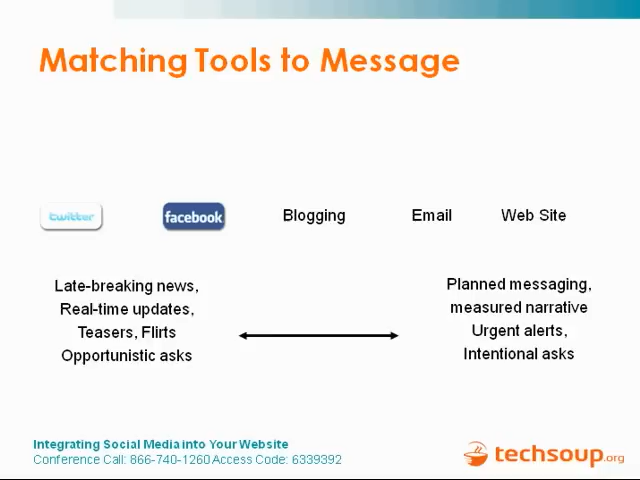 Matching Tools to Message
twitter facebook Blogging Email Web Site
Late-breaking news,
Real-time updates,
Teasers, Flirts
Opportunistic asks
Planned messaging,
measured narrative
Urgent alerts,
Intentional asks
Integrating Social Media into Your Website
Conference Call: 866-740-1260 Access Code: 6339392
techsoup.org